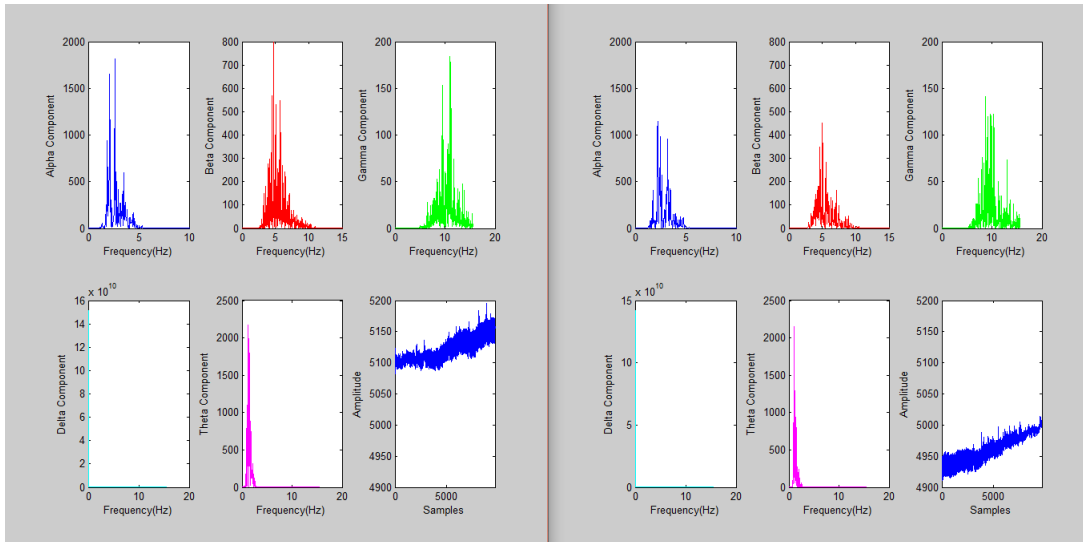 2000
1500
1000
500
0
Alpha Component
0 5 10
Frequency(Hz)
800
700
600
500
400
300
200
100
0
Beta Component
0 5 10 15
Frequency(Hz)
200
150
100
50
0
Gamma Component
0 10 20
Frequency(Hz)
x 10^10
16
14
12
10
8
6
4
2
0
Delta Component
0 10 20
Frequency(Hz)
2500
2000
1500
1000
500
0
Theta Component
0 10 20
Frequency(Hz)
5200
5150
5100
5050
5000
4950
4900
Amplitude
0 5000
Samples
2000
1500
1000
500
0
Alpha Component
0 5 10
Frequency(Hz)
800
700
600
500
400
300
200
100
0
Beta Component
0 5 10 15
Frequency(Hz)
200
150
100
50
0
Gamma Component
0 10 20
Frequency(Hz)
x 10^10
15
10
5
0
Delta Component
0 10 20
Frequency(Hz)
2500
2000
1500
1000
500
0
Theta Component
0 10 20
Frequency(Hz)
5200
5150
5100
5050
5000
4950
4900
Amplitude
0 5000
Samples